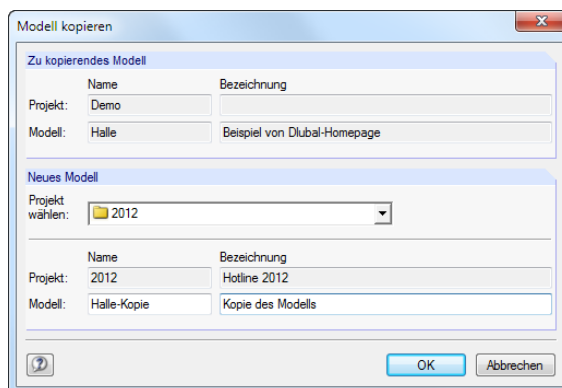 Modell kopieren
Zu kopierendes Modell
Name Bezeichnung
Projekt: Demo
Modell: Halle Beispiel von Dlubal-Homepage
Neues Modell
Projekt
wählen: 2012
Name Bezeichnung
Projekt: 2012 Hotline 2012
Modell: Halle-Kopie Kopie des Modells
OK Abbrechen